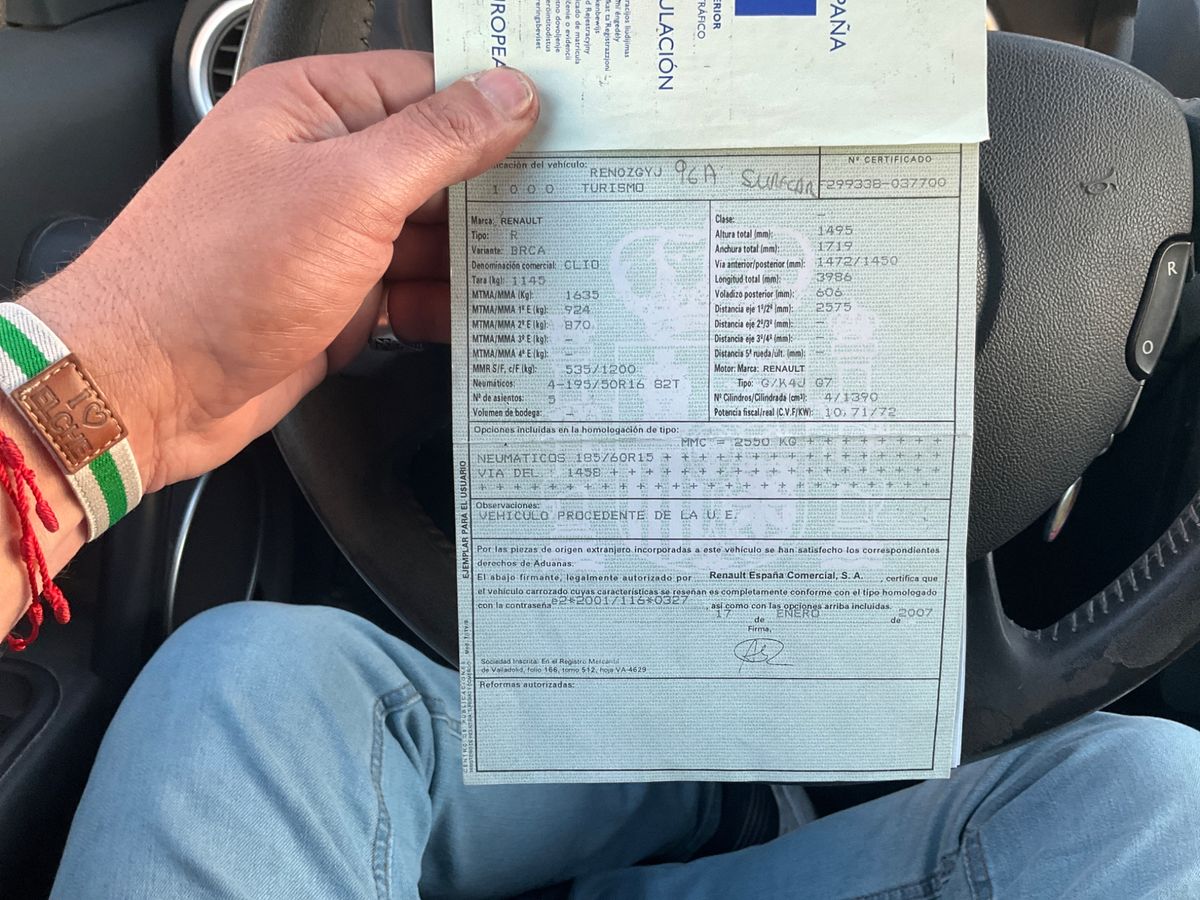 EUROPEA
ESPAÑA
TRÁFICO
icación del vehículo:
RENOZGYJ 96A SURFCAR
1 0 0 0 TURISMO
Nº CERTIFICADO
299338-037700
Marca: RENAULT
Tipo: R
Variante: BRCA
Denominación comercial: CLIO
Tara (kg): 1145
MTMA/MMA (Kg): 1635
MTMA/MMA 1º E (kg): 924
MTMA/MMA 2º E (kg): 870
MTMA/MMA 3º E (kg): –
MTMA/MMA 4º E (kg): –
MMR S/F, c/F (kg): 535/1200
Neumáticos: 4-195/50R16 82T
Nº de asientos: 5
Volumen de bodega: –
Clase: –
Altura total (mm): 1495
Anchura total (mm): 1719
Vía anterior/posterior (mm): 1472/1450
Longitud total (mm): 3986
Voladizo posterior (mm): 606
Distancia eje 1º/2º (mm): 2575
Distancia eje 2º/3º (mm): –
Distancia eje 3º/4º (mm): –
Distancia 5ª rueda/ult. (mm): –
Motor: Marca: RENAULT
Tipo: G/K4J G7
Nº Cilindros/Cilindrada (cm³): 4/1390
Potencia fiscal/real (C.V.F/KW): 10,71/72
Opciones incluidas en la homologación de tipo:
MMC = 2550 KG + + + + + + + +
NEUMATICOS 185/60R15 + + + + + + + + + + + + + + +
VIA DEL 1458 + + + + + + + + + + + + + + + + + +
+ + + + + + + + + + + + + + + + + + + + + + + + +
Observaciones:
VEHICULO PROCEDENTE DE LA U.E.
Por las piezas de origen extranjero incorporadas a este vehículo se han satisfecho los correspondientes
derechos de Aduanas.
El abajo firmante, legalmente autorizado por Renault España Comercial, S. A. , certifica que
el vehículo carrozado cuyas características se reseñan es completamente conforme con el tipo homologado
con la contraseña e2*2001/116*0327 , así como con las opciones arriba incluidas.
17 de ENERO de 2007
Firma,
Sociedad Inscrita: En el Registro Mercantil
de Valladolid, folio 166, tomo 512, hoja VA-4629
Reformas autorizadas:
EJEMPLAR PARA EL USUARIO
I ♥
ELCHE
R
O